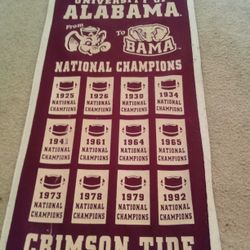 UNIVERSITY OF
ALABAMA
From To
BAMA
NATIONAL CHAMPIONS
1925 1926 1930 1934
NATIONAL NATIONAL NATIONAL NATIONAL
CHAMPIONS CHAMPIONS CHAMPIONS CHAMPIONS
1941 1961 1964 1965
NATIONAL NATIONAL NATIONAL NATIONAL
CHAMPIONS CHAMPIONS CHAMPIONS CHAMPIONS
1973 1978 1979 1992
NATIONAL NATIONAL NATIONAL NATIONAL
CHAMPIONS CHAMPIONS CHAMPIONS CHAMPIONS
CRIMSON TIDE